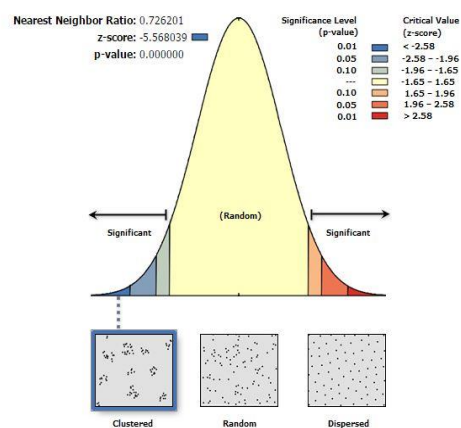 Nearest Neighbor Ratio: 0.726201
z-score: -5.568039
p-value: 0.000000
Significance Level
(p-value)
Critical Value
(z-score)
0.01 < -2.58
0.05 -2.58 - -1.96
0.10 -1.96 - -1.65
--- -1.65 - 1.65
0.10 1.65 - 1.96
0.05 1.96 - 2.58
0.01 > 2.58
(Random)
Significant
Significant
Clustered
Random
Dispersed